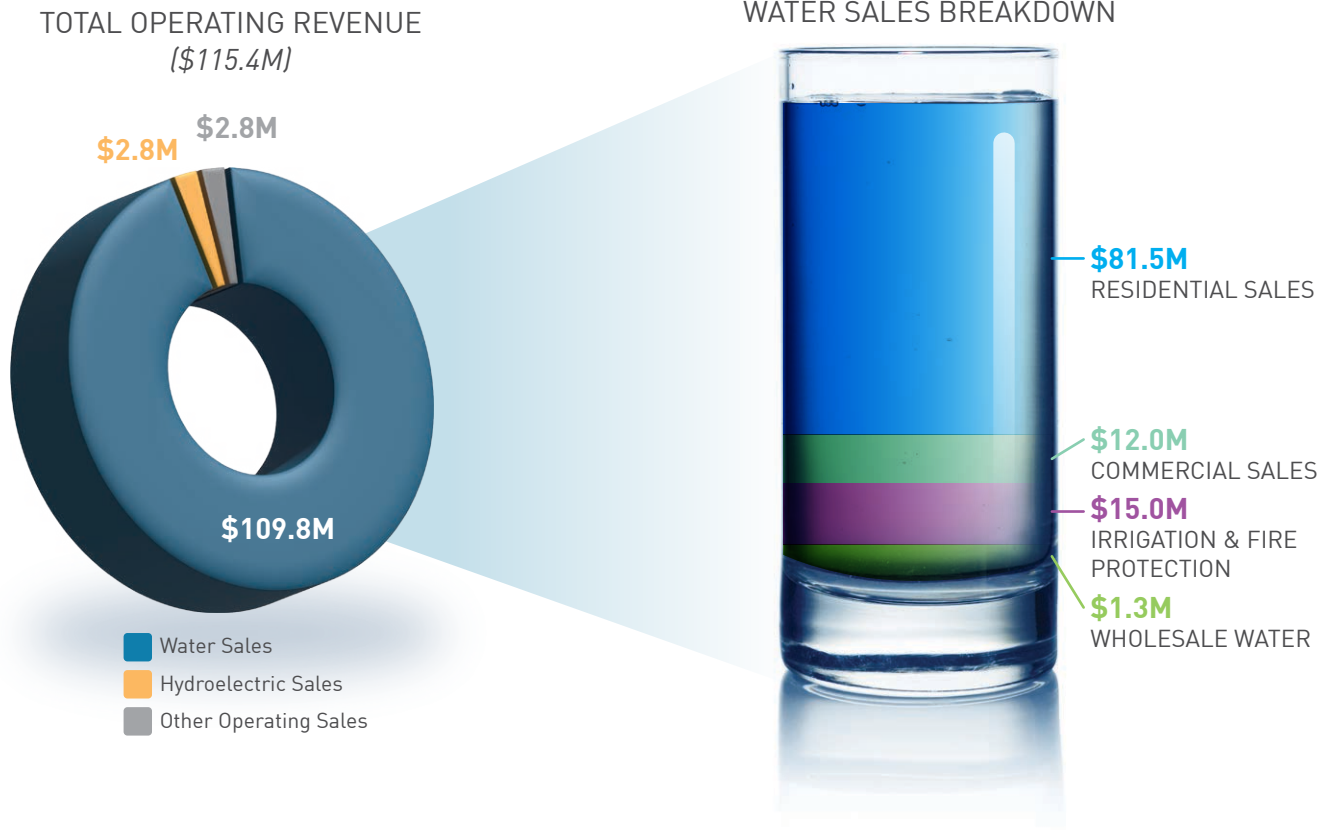 TOTAL OPERATING REVENUE
($115.4M)
$2.8M
$2.8M
$109.8M
Water Sales
Hydroelectric Sales
Other Operating Sales
WATER SALES BREAKDOWN
$81.5M
RESIDENTIAL SALES
$12.0M
COMMERCIAL SALES
$15.0M
IRRIGATION & FIRE
PROTECTION
$1.3M
WHOLESALE WATER